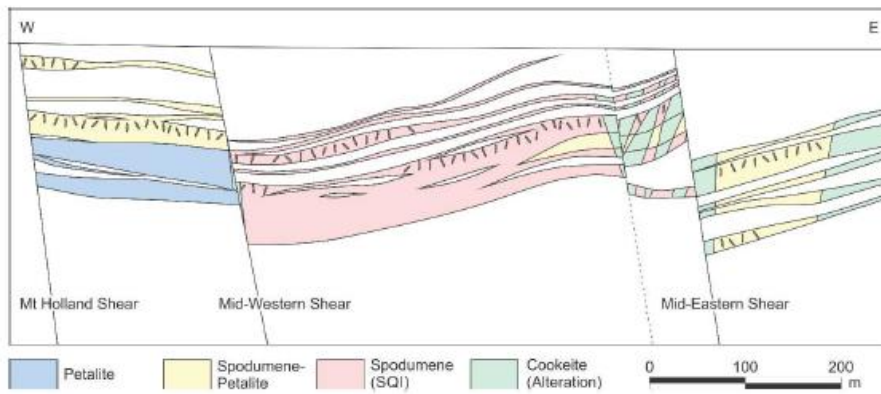 W E
Mt Holland Shear Mid-Western Shear Mid-Eastern Shear
Petalite
Spodumene-
Petalite
Spodumene
(SQI)
Cookeite
(Alteration)
0 100 200
m